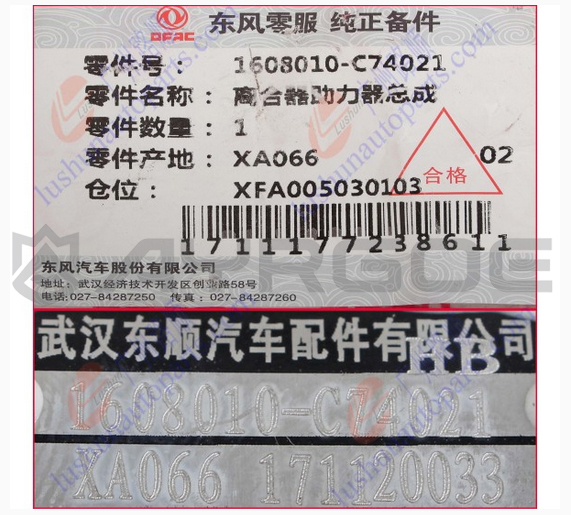 DFAC
东风零服 纯正备件
零件号: 1608010-C74021
零件名称: 离合器助力器总成
零件数量: 1
零件产地: XA066
02
仓位: XFA005030103
合格
1711177238611
东风汽车股份有限公司
地址: 武汉经济技术开发区创业路58号
电话:027-84287250 传真: 027-84287260
武汉东顺汽车配件有限公司
HB
1608010-C74021
XA066 171120033
lushunautoparts.com